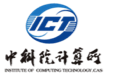 ICT
中科院计算所
INSTITUTE OF COMPUTING TECHNOLOGY,CAS